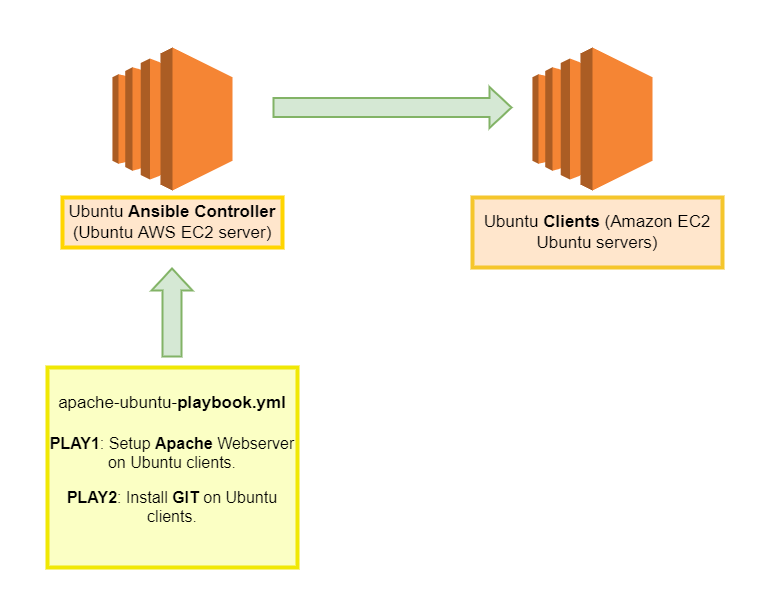 Ubuntu Ansible Controller
(Ubuntu AWS EC2 server)
Ubuntu Clients (Amazon EC2
Ubuntu servers)
apache-ubuntu-playbook.yml
PLAY1: Setup Apache Webserver
on Ubuntu clients.
PLAY2: Install GIT on Ubuntu
clients.